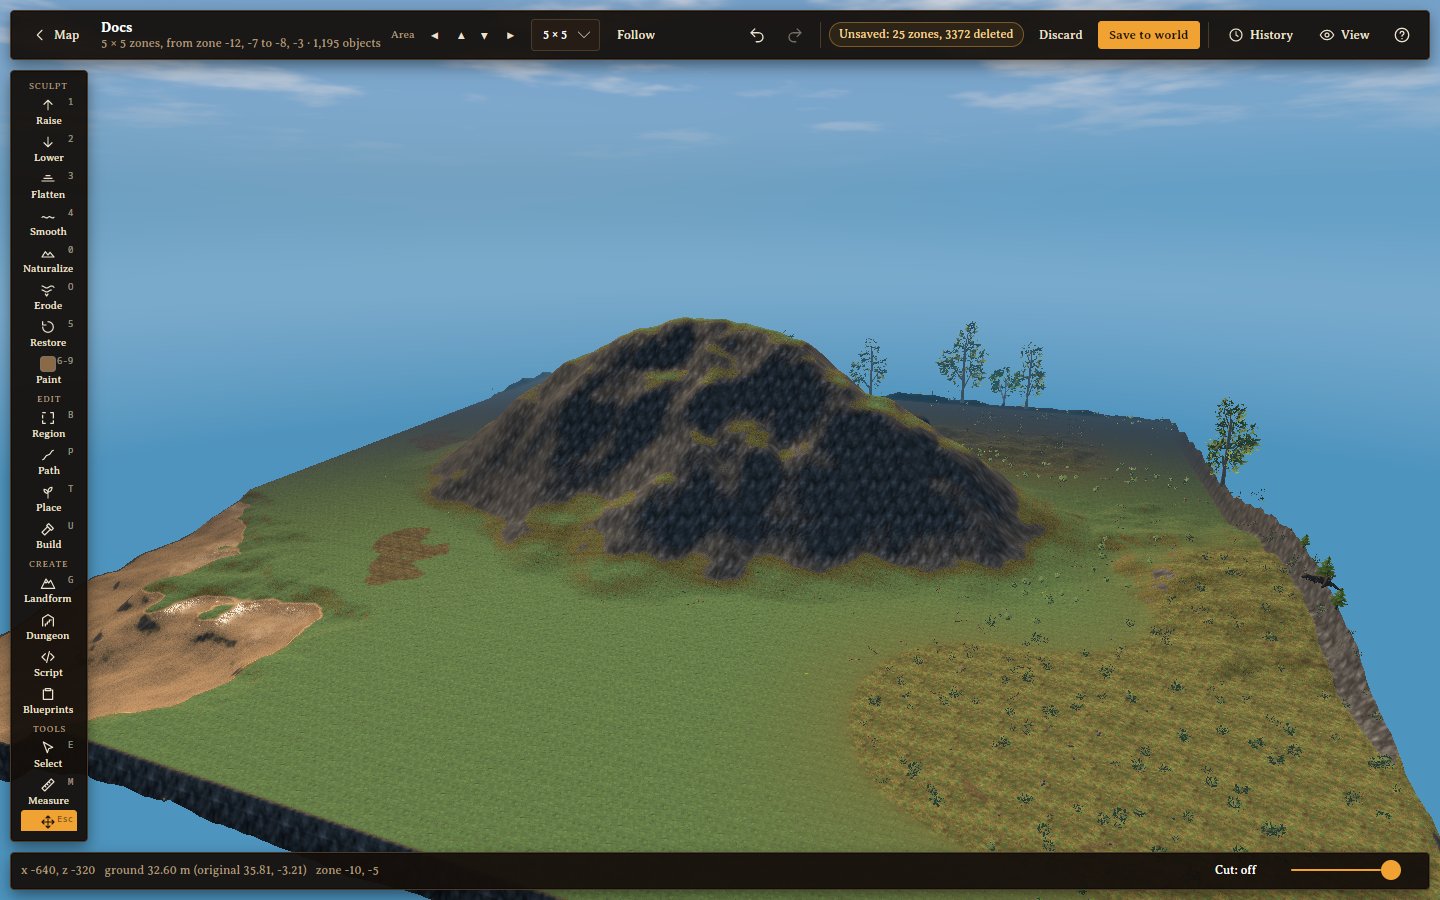 Map
Docs
5 × 5 zones, from zone -12, -7 to -8, -3 · 1,195 objects
Area
5 × 5
Follow
Unsaved: 25 zones, 3372 deleted
Discard
Save to world
History
View
SCULPT
1
Raise
2
Lower
3
Flatten
4
Smooth
0
Naturalize
O
Erode
5
Restore
6-9
Paint
EDIT
B
Region
P
Path
T
Place
U
Build
CREATE
G
Landform
Dungeon
Script
Blueprints
TOOLS
E
Select
M
Measure
Esc
x -640, z -320 ground 32.60 m (original 35.81, -3.21) zone -10, -5
Cut: off